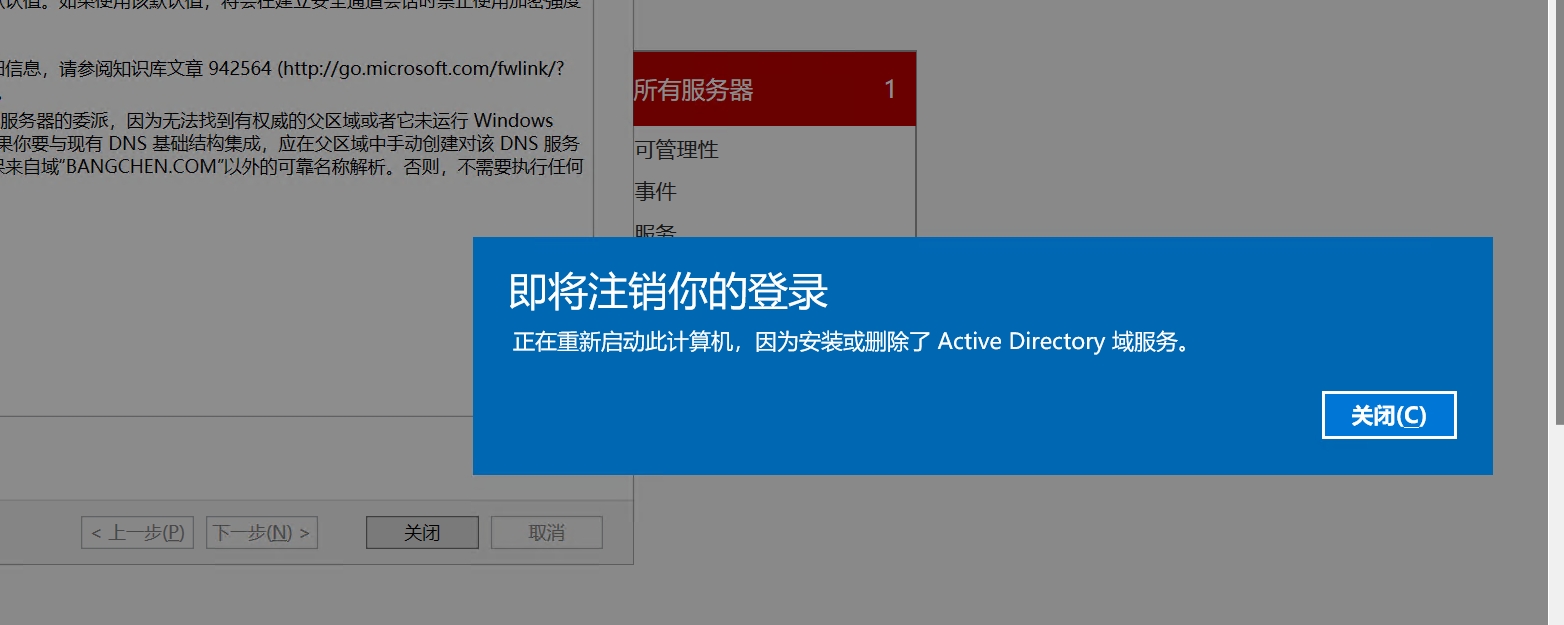 认值。如果使用该默认值，将会在建立安全通道会话时禁止使用加密强度
信息，请参阅知识库文章 942564 (http://go.microsoft.com/fwlink/?
服务器的委派，因为无法找到有权威的父区域或者它未运行 Windows
果你要与现有 DNS 基础结构集成，应在父区域中手动创建对该 DNS 服务
来自域"BANGCHEN.COM"以外的可靠名称解析。否则，不需要执行任何
所有服务器 1
可管理性
事件
服务
即将注销你的登录
正在重新启动此计算机，因为安装或删除了 Active Directory 域服务。
关闭(C)
< 上一步(P) 下一步(N) > 关闭 取消